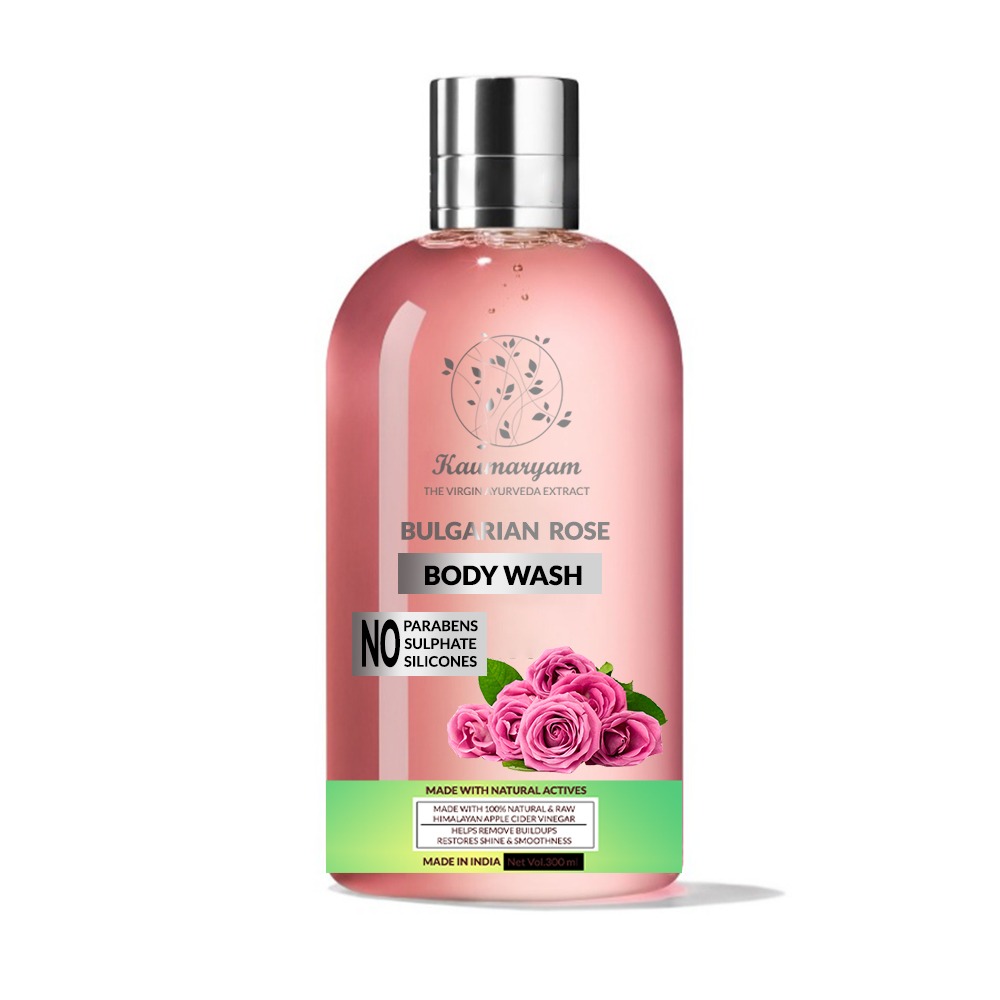 Kaumaryam
THE VIRGIN AYURVEDA EXTRACT
BULGARIAN ROSE
BODY WASH
NO
PARABENS
SULPHATE
SILICONES
MADE WITH NATURAL ACTIVES
MADE WITH 100% NATURAL & RAW
HIMALAYAN APPLE CIDER VINEGAR
HELPS REMOVE BUILDUPS
RESTORES SHINE & SMOOTHNESS
MADE IN INDIA Net Vol.300 ml